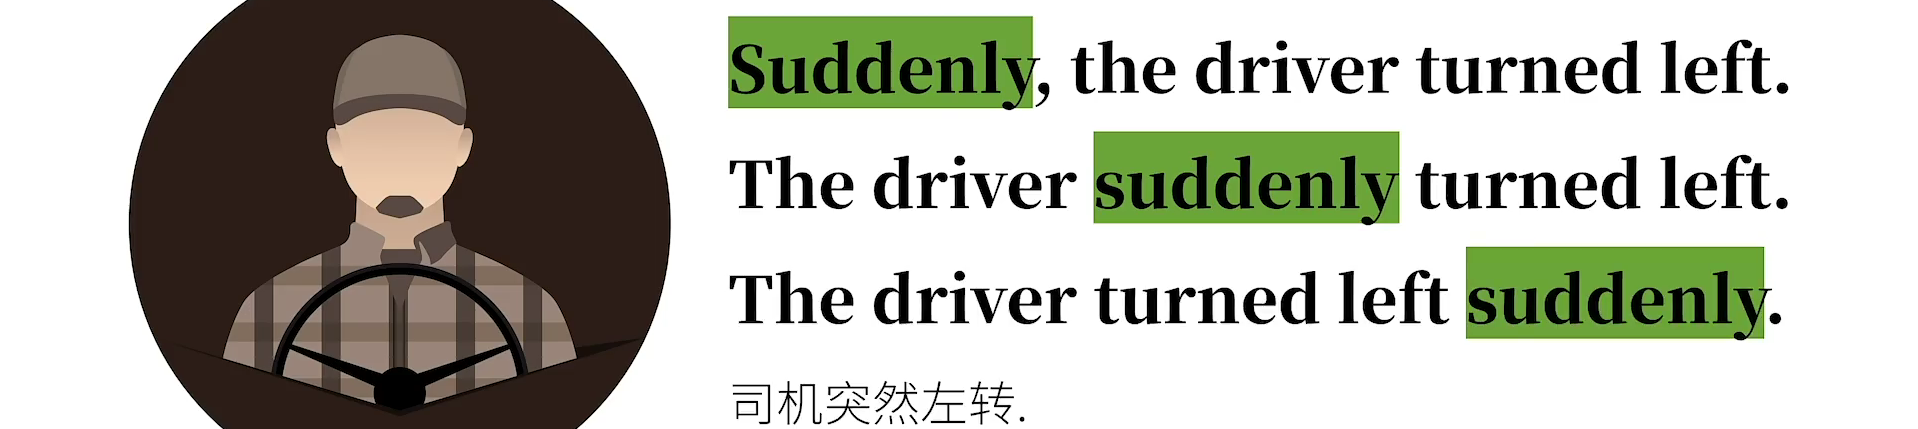 Suddenly, the driver turned left.
The driver suddenly turned left.
The driver turned left suddenly.
司机突然左转.